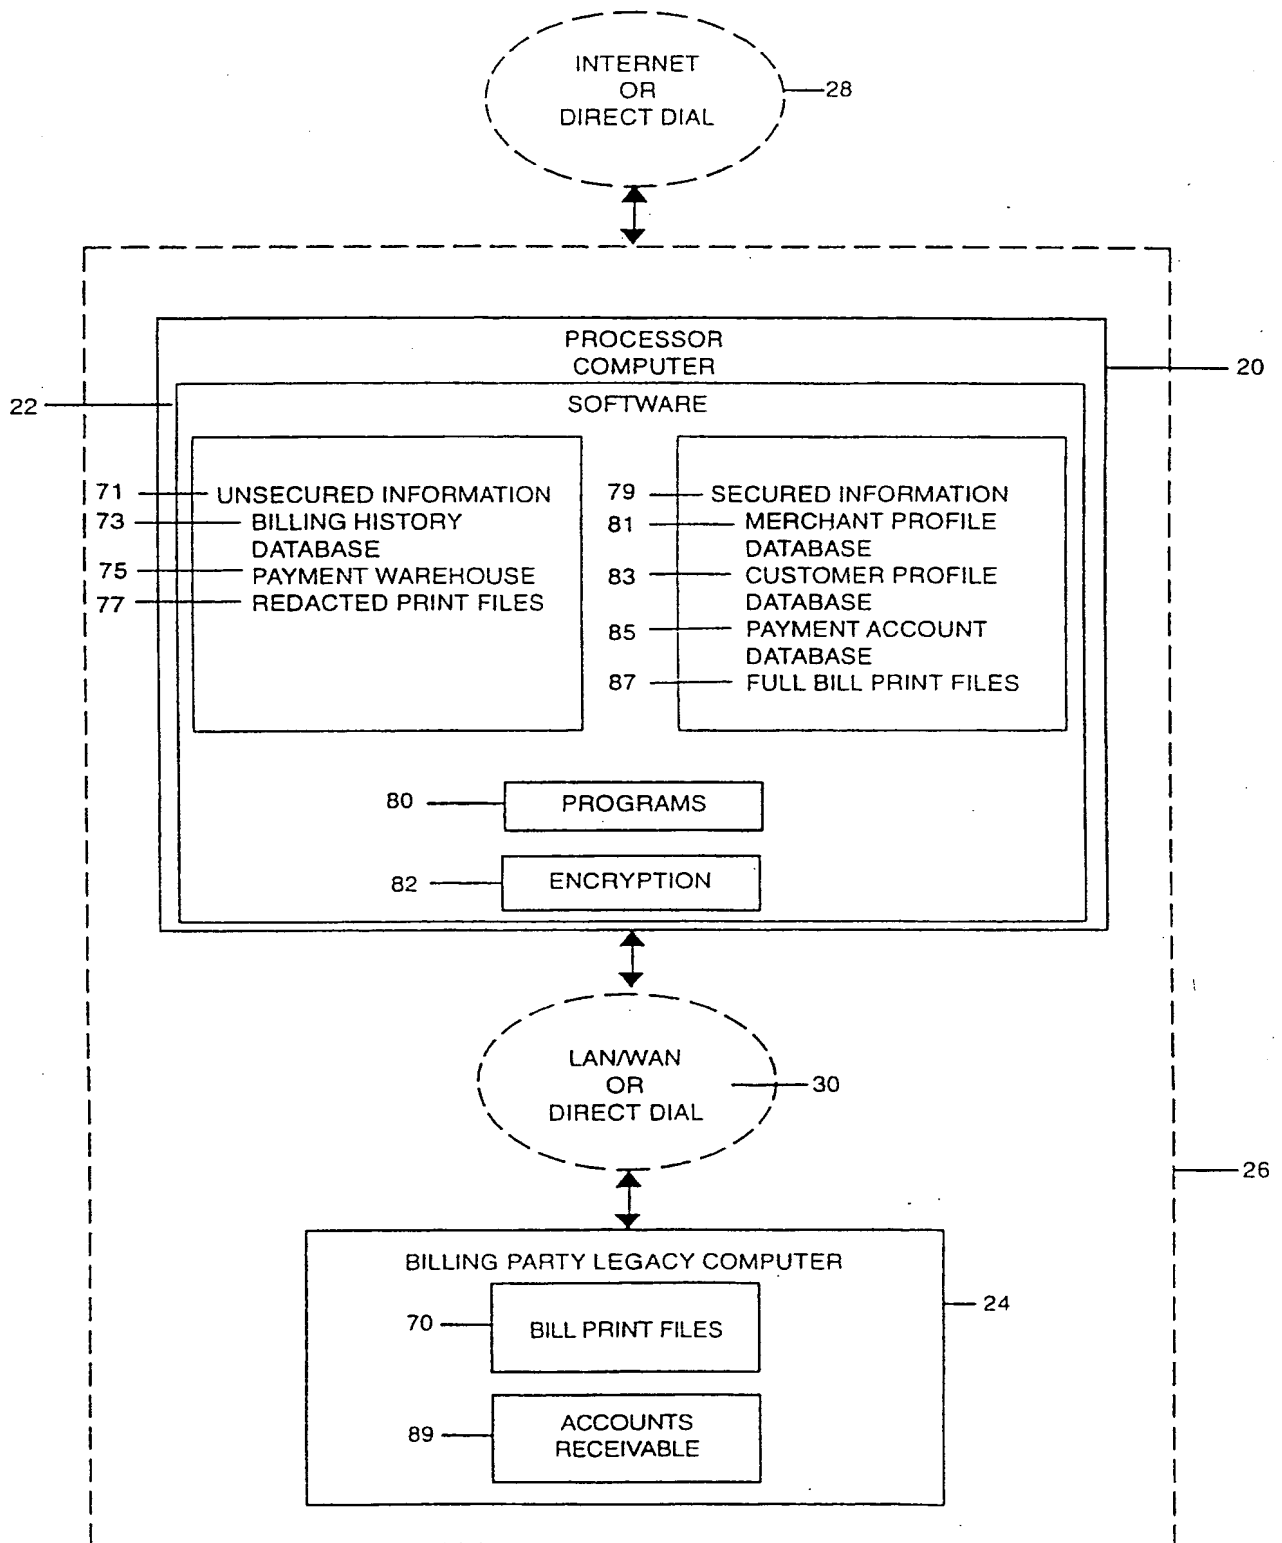 INTERNET
OR
DIRECT DIAL
28
PROCESSOR
COMPUTER
20
22
SOFTWARE
71 UNSECURED INFORMATION
73 BILLING HISTORY
DATABASE
75 PAYMENT WAREHOUSE
77 REDACTED PRINT FILES
79 SECURED INFORMATION
81 MERCHANT PROFILE
DATABASE
83 CUSTOMER PROFILE
DATABASE
85 PAYMENT ACCOUNT
DATABASE
87 FULL BILL PRINT FILES
80 PROGRAMS
82 ENCRYPTION
LAN/WAN
OR
DIRECT DIAL
30
26
BILLING PARTY LEGACY COMPUTER
24
70 BILL PRINT FILES
89 ACCOUNTS
RECEIVABLE